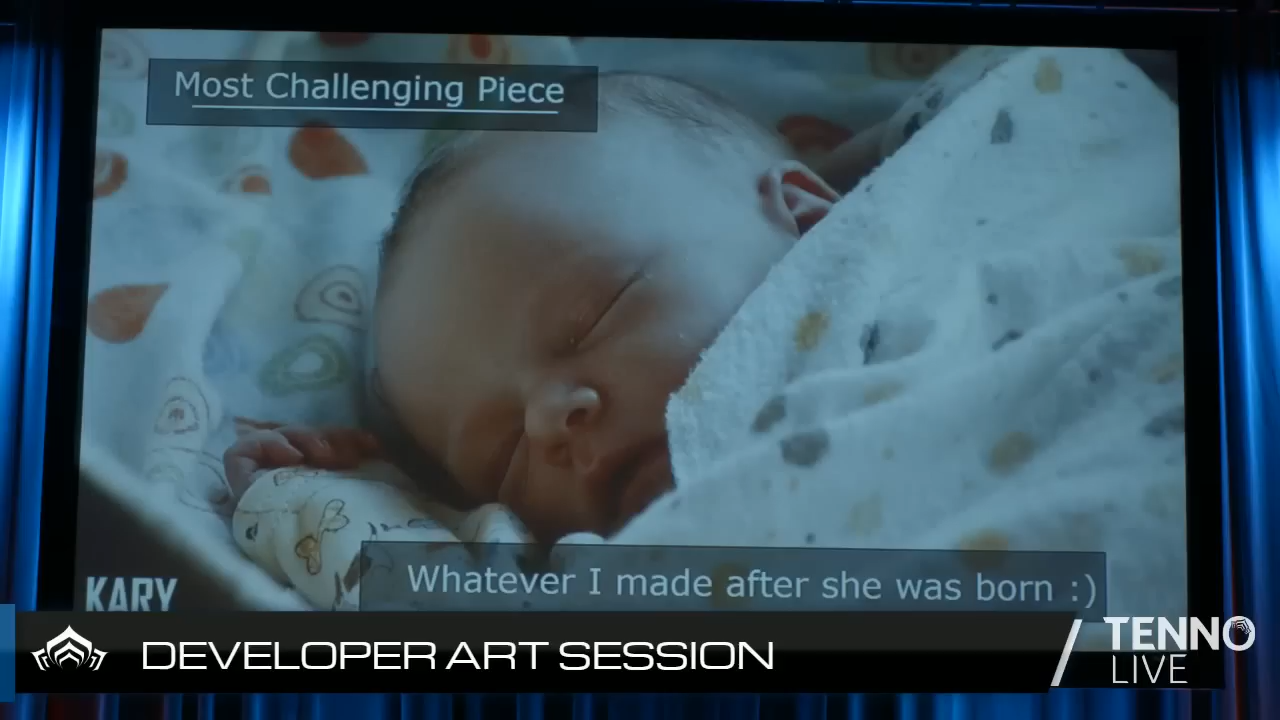 Most Challenging Piece
Whatever I made after she was born :)
KARY
DEVELOPER ART SESSION
TENNO
LIVE